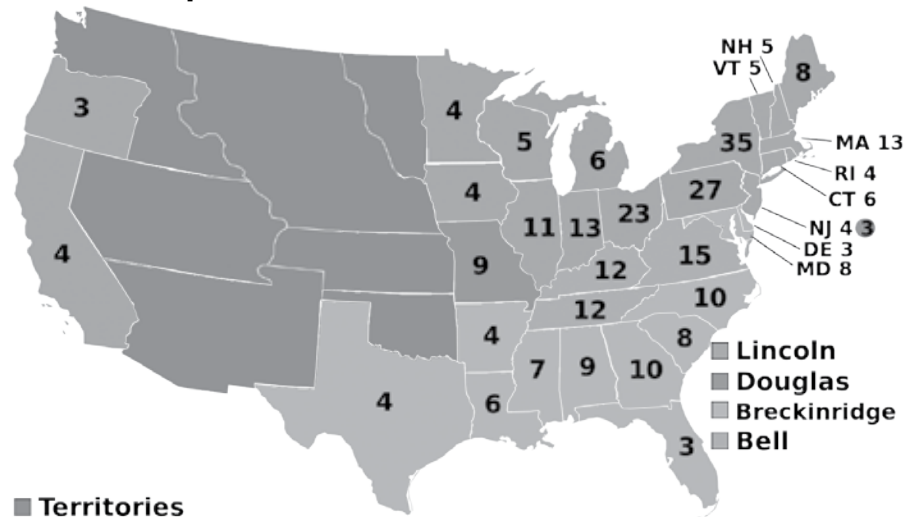 NH 5
VT 5
8
3
4
5
6
35
MA 13
RI 4
CT 6
4
27
11
13
23
NJ 4 3
DE 3
MD 8
4
9
12
15
12
10
4
7
9
10
8
Lincoln
Douglas
Breckinridge
Bell
4
6
3
Territories